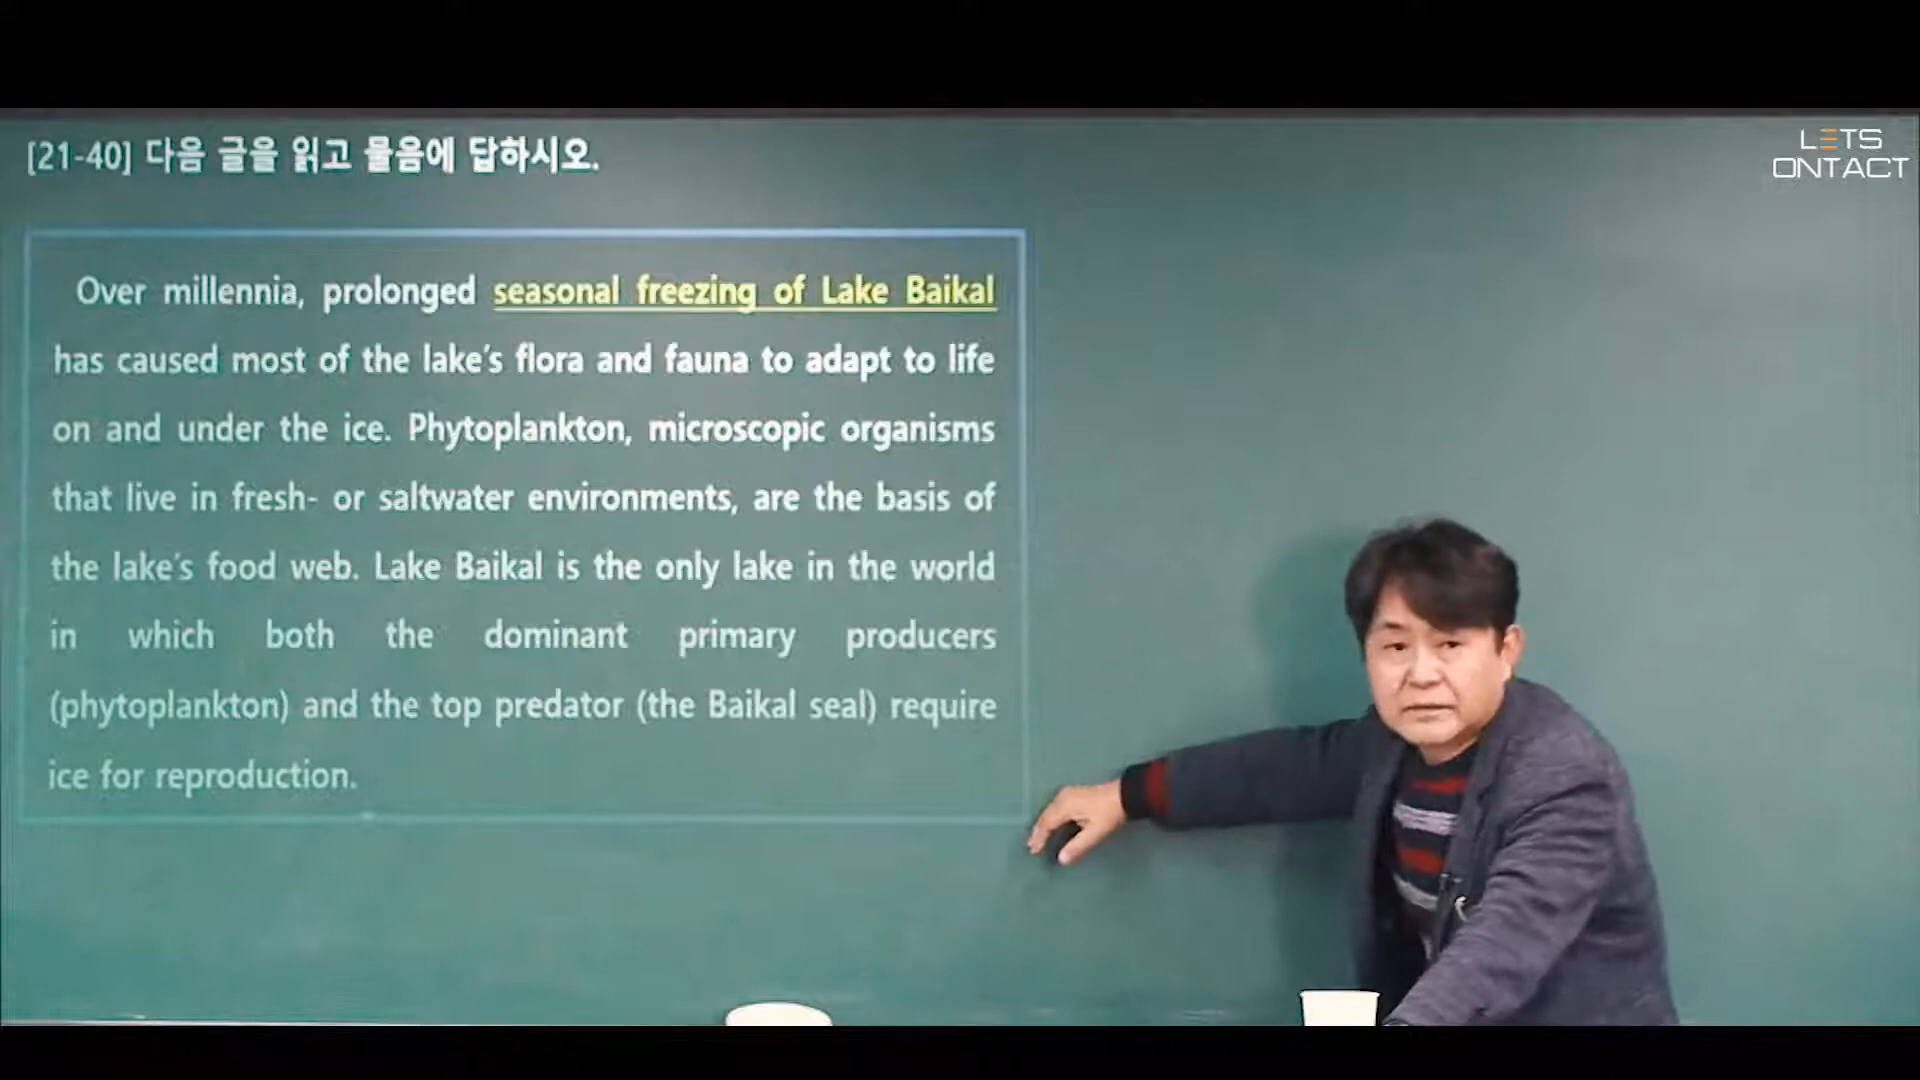 [21-40] 다음 글을 읽고 물음에 답하시오.
LETS
ONTACT
Over millennia, prolonged seasonal freezing of Lake Baikal
has caused most of the lake's flora and fauna to adapt to life
on and under the ice. Phytoplankton, microscopic organisms
that live in fresh- or saltwater environments, are the basis of
the lake's food web. Lake Baikal is the only lake in the world
in which both the dominant primary producers
(phytoplankton) and the top predator (the Baikal seal) require
ice for reproduction.